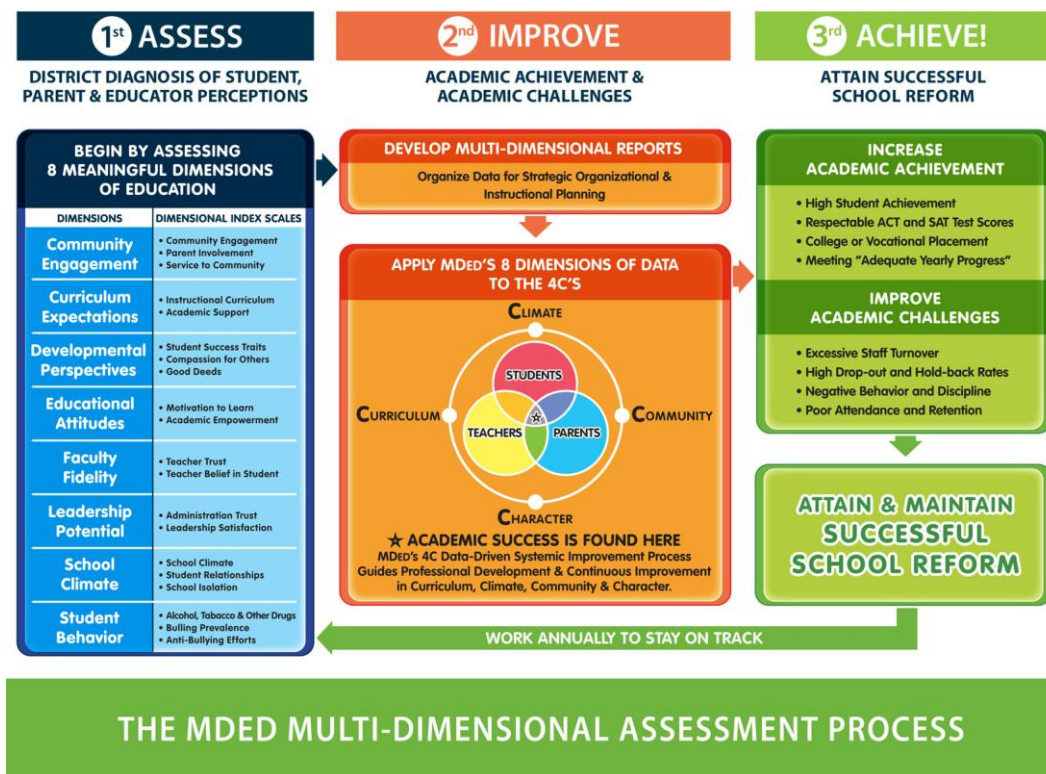 1st ASSESS
DISTRICT DIAGNOSIS OF STUDENT,
PARENT & EDUCATOR PERCEPTIONS
BEGIN BY ASSESSING
8 MEANINGFUL DIMENSIONS
OF EDUCATION
DIMENSIONS
DIMENSIONAL INDEX SCALES
Community
Engagement
• Community Engagement
• Parent Involvement
• Service to Community
Curriculum
Expectations
• Instructional Curriculum
• Academic Support
Developmental
Perspectives
• Student Success Traits
• Compassion for Others
• Good Deeds
Educational
Attitudes
• Motivation to Learn
• Academic Empowerment
Faculty
Fidelity
• Teacher Trust
• Teacher Belief in Student
Leadership
Potential
• Administration Trust
• Leadership Satisfaction
School
Climate
• School Climate
• Student Relationships
• School Isolation
Student
Behavior
• Alcohol, Tabacco & Other Drugs
• Bulling Prevalence
• Anti-Bullying Efforts
2nd IMPROVE
ACADEMIC ACHIEVEMENT &
ACADEMIC CHALLENGES
DEVELOP MULTI-DIMENSIONAL REPORTS
Organize Data for Strategic Organizational &
Instructional Planning
APPLY MDED'S 8 DIMENSIONS OF DATA
TO THE 4C'S
CLIMATE
STUDENTS
CURRICULUM
COMMUNITY
TEACHERS
PARENTS
CHARACTER
★ ACADEMIC SUCCESS IS FOUND HERE
MDED'S 4C Data-Driven Systemic Improvement Process
Guides Professional Development & Continuous Improvement
in Curriculum, Climate, Community & Character.
3rd ACHIEVE!
ATTAIN SUCCESSFUL
SCHOOL REFORM
INCREASE
ACADEMIC ACHIEVEMENT
• High Student Achievement
• Respectable ACT and SAT Test Scores
• College or Vocational Placement
• Meeting "Adequate Yearly Progress"
IMPROVE
ACADEMIC CHALLENGES
• Excessive Staff Turnover
• High Drop-out and Hold-back Rates
• Negative Behavior and Discipline
• Poor Attendance and Retention
ATTAIN & MAINTAIN
SUCCESSFUL
SCHOOL REFORM
WORK ANNUALLY TO STAY ON TRACK
THE MDED MULTI-DIMENSIONAL ASSESSMENT PROCESS